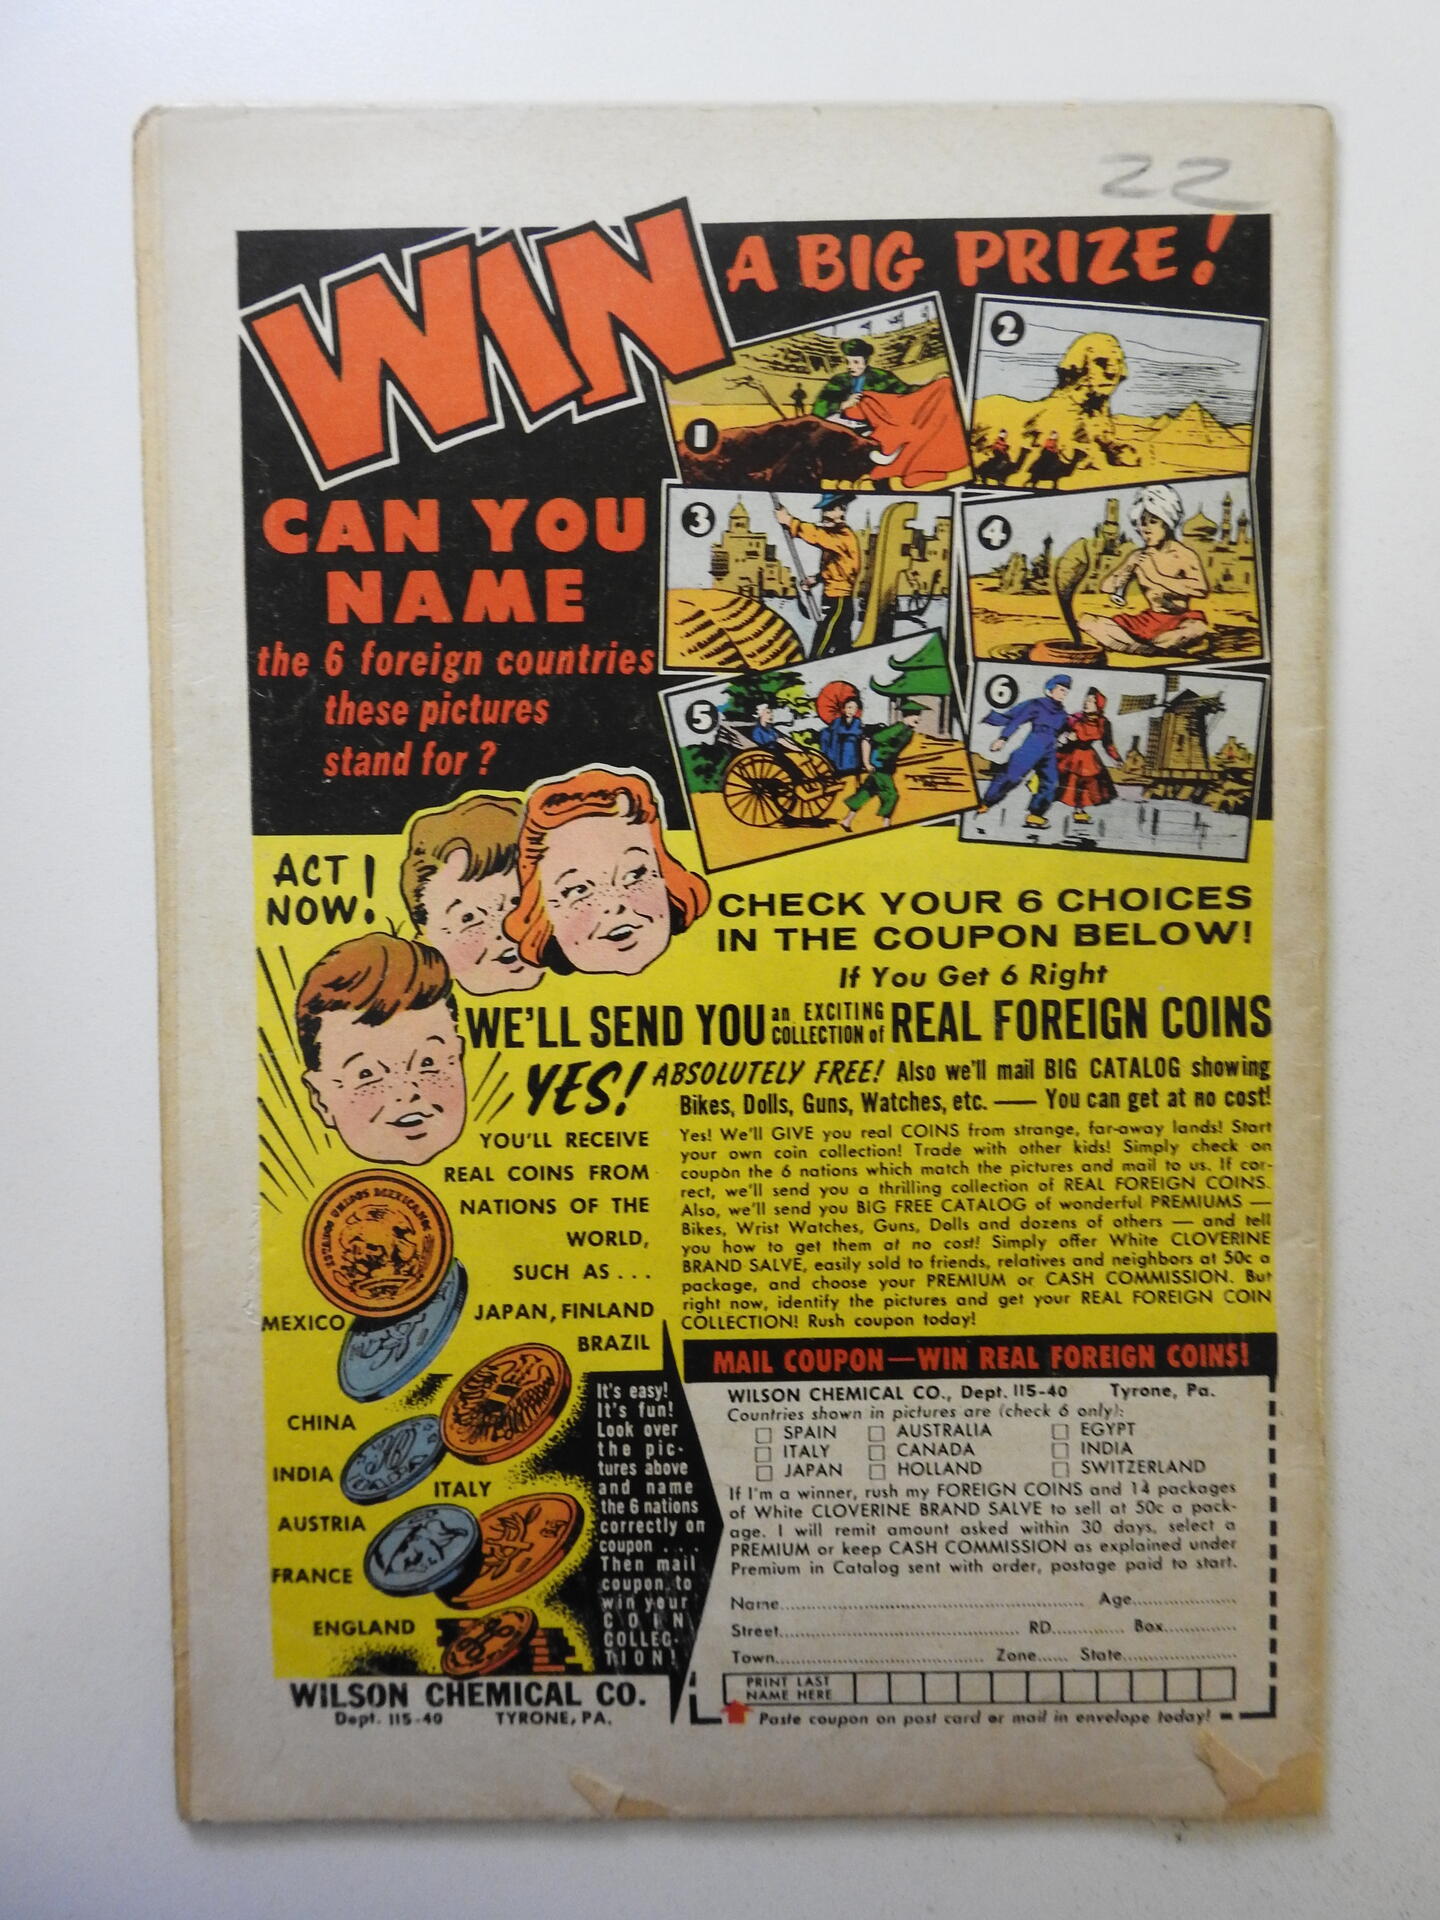 22
WIN A BIG PRIZE!
1
2
3
4
5
6
CAN YOU
NAME
the 6 foreign countries
these pictures
stand for?
ACT
NOW!
CHECK YOUR 6 CHOICES
IN THE COUPON BELOW!
If You Get 6 Right
WE'LL SEND YOU an EXCITING COLLECTION of REAL FOREIGN COINS
YES! ABSOLUTELY FREE! Also we'll mail BIG CATALOG showing
Bikes, Dolls, Guns, Watches, etc. — You can get at no cost!
YOU'LL RECEIVE
REAL COINS FROM
NATIONS OF THE
WORLD,
SUCH AS...
JAPAN, FINLAND
BRAZIL
MEXICO
CHINA
INDIA
ITALY
AUSTRIA
FRANCE
ENGLAND
ESTADOS UNIDOS MEXICANOS
Yes! We'll GIVE you real COINS from strange, far-away lands! Start
your own coin collection! Trade with other kids! Simply check on
coupon the 6 nations which match the pictures and mail to us. If cor-
rect, we'll send you a thrilling collection of REAL FOREIGN COINS.
Also, we'll send you BIG FREE CATALOG of wonderful PREMIUMS —
Bikes, Wrist Watches, Guns, Dolls and dozens of others — and tell
you how to get them at no cost! Simply offer White CLOVERINE
BRAND SALVE, easily sold to friends, relatives and neighbors at 50c a
package, and choose your PREMIUM or CASH COMMISSION. But
right now, identify the pictures and get your REAL FOREIGN COIN
COLLECTION! Rush coupon today!
It's easy!
It's fun!
Look over
the pic-
tures above
and name
the 6 nations
correctly on
coupon . . .
Then mail
coupon to
win your
COIN
COLLEC-
TION!
WILSON CHEMICAL CO.
Dept. 115-40 TYRONE, PA.
MAIL COUPON—WIN REAL FOREIGN COINS!
WILSON CHEMICAL CO., Dept. 115-40 Tyrone, Pa.
Countries shown in pictures are (check 6 only):
SPAIN AUSTRALIA EGYPT
ITALY CANADA INDIA
JAPAN HOLLAND SWITZERLAND
If I'm a winner, rush my FOREIGN COINS and 14 packages
of White CLOVERINE BRAND SALVE to sell at 50c a pack-
age. I will remit amount asked within 30 days, select a
PREMIUM or keep CASH COMMISSION as explained under
Premium in Catalog sent with order, postage paid to start.
Name.......... Age..........
Street.......... RD.......... Box..........
Town.......... Zone...... State..........
PRINT LAST
NAME HERE
Paste coupon on post card or mail in envelope today!